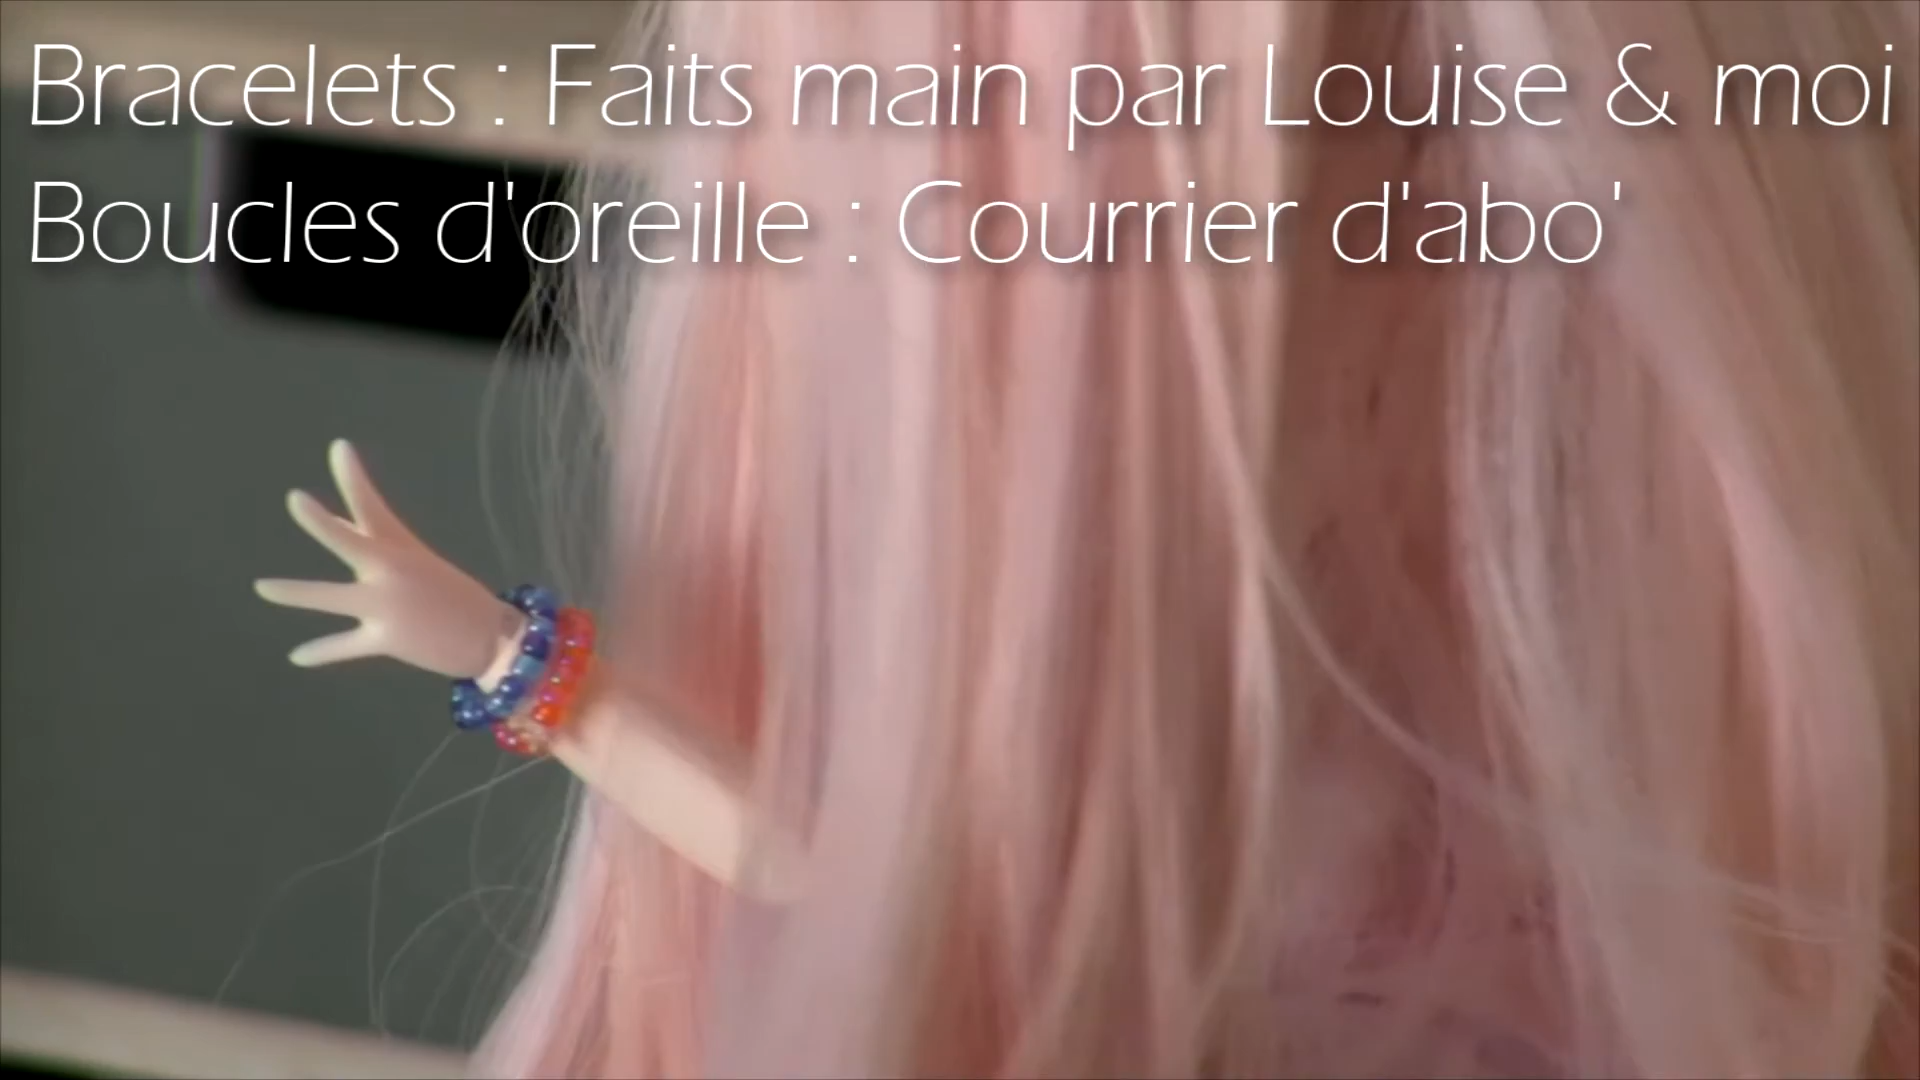 Bracelets : Faits main par Louise & moi
Boucles d'oreille : Courrier d'abo'